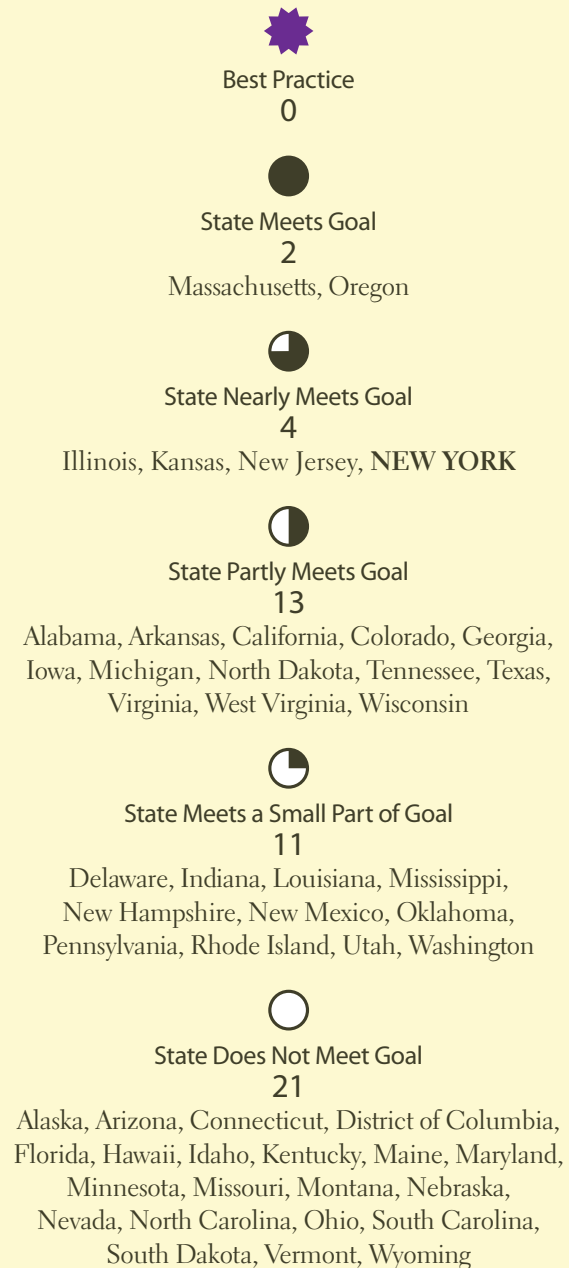 Best Practice
0
State Meets Goal
2
Massachusetts, Oregon
State Nearly Meets Goal
4
Illinois, Kansas, New Jersey, NEW YORK
State Partly Meets Goal
13
Alabama, Arkansas, California, Colorado, Georgia,
Iowa, Michigan, North Dakota, Tennessee, Texas,
Virginia, West Virginia, Wisconsin
State Meets a Small Part of Goal
11
Delaware, Indiana, Louisiana, Mississippi,
New Hampshire, New Mexico, Oklahoma,
Pennsylvania, Rhode Island, Utah, Washington
State Does Not Meet Goal
21
Alaska, Arizona, Connecticut, District of Columbia,
Florida, Hawaii, Idaho, Kentucky, Maine, Maryland,
Minnesota, Missouri, Montana, Nebraska,
Nevada, North Carolina, Ohio, South Carolina,
South Dakota, Vermont, Wyoming